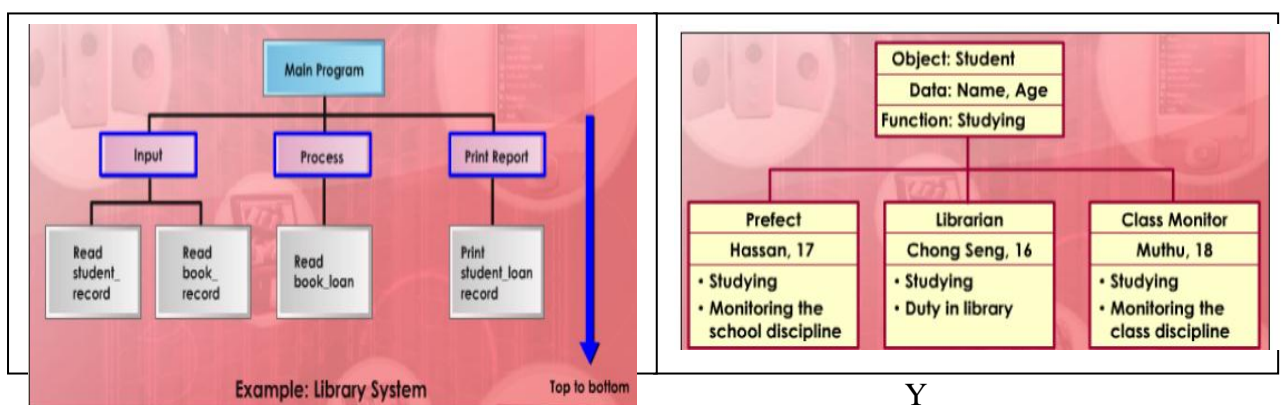 Main Program
Input
Process
Print Report
Read
student_
record
Read
book_
record
Read
book_loan
Print
student_loan
record
Example: Library System
Top to bottom
Object: Student
Data: Name, Age
Function: Studying
Prefect
Hassan, 17
• Studying
• Monitoring the
school discipline
Librarian
Chong Seng, 16
• Studying
• Duty in library
Class Monitor
Muthu, 18
• Studying
• Monitoring the
class discipline
Y